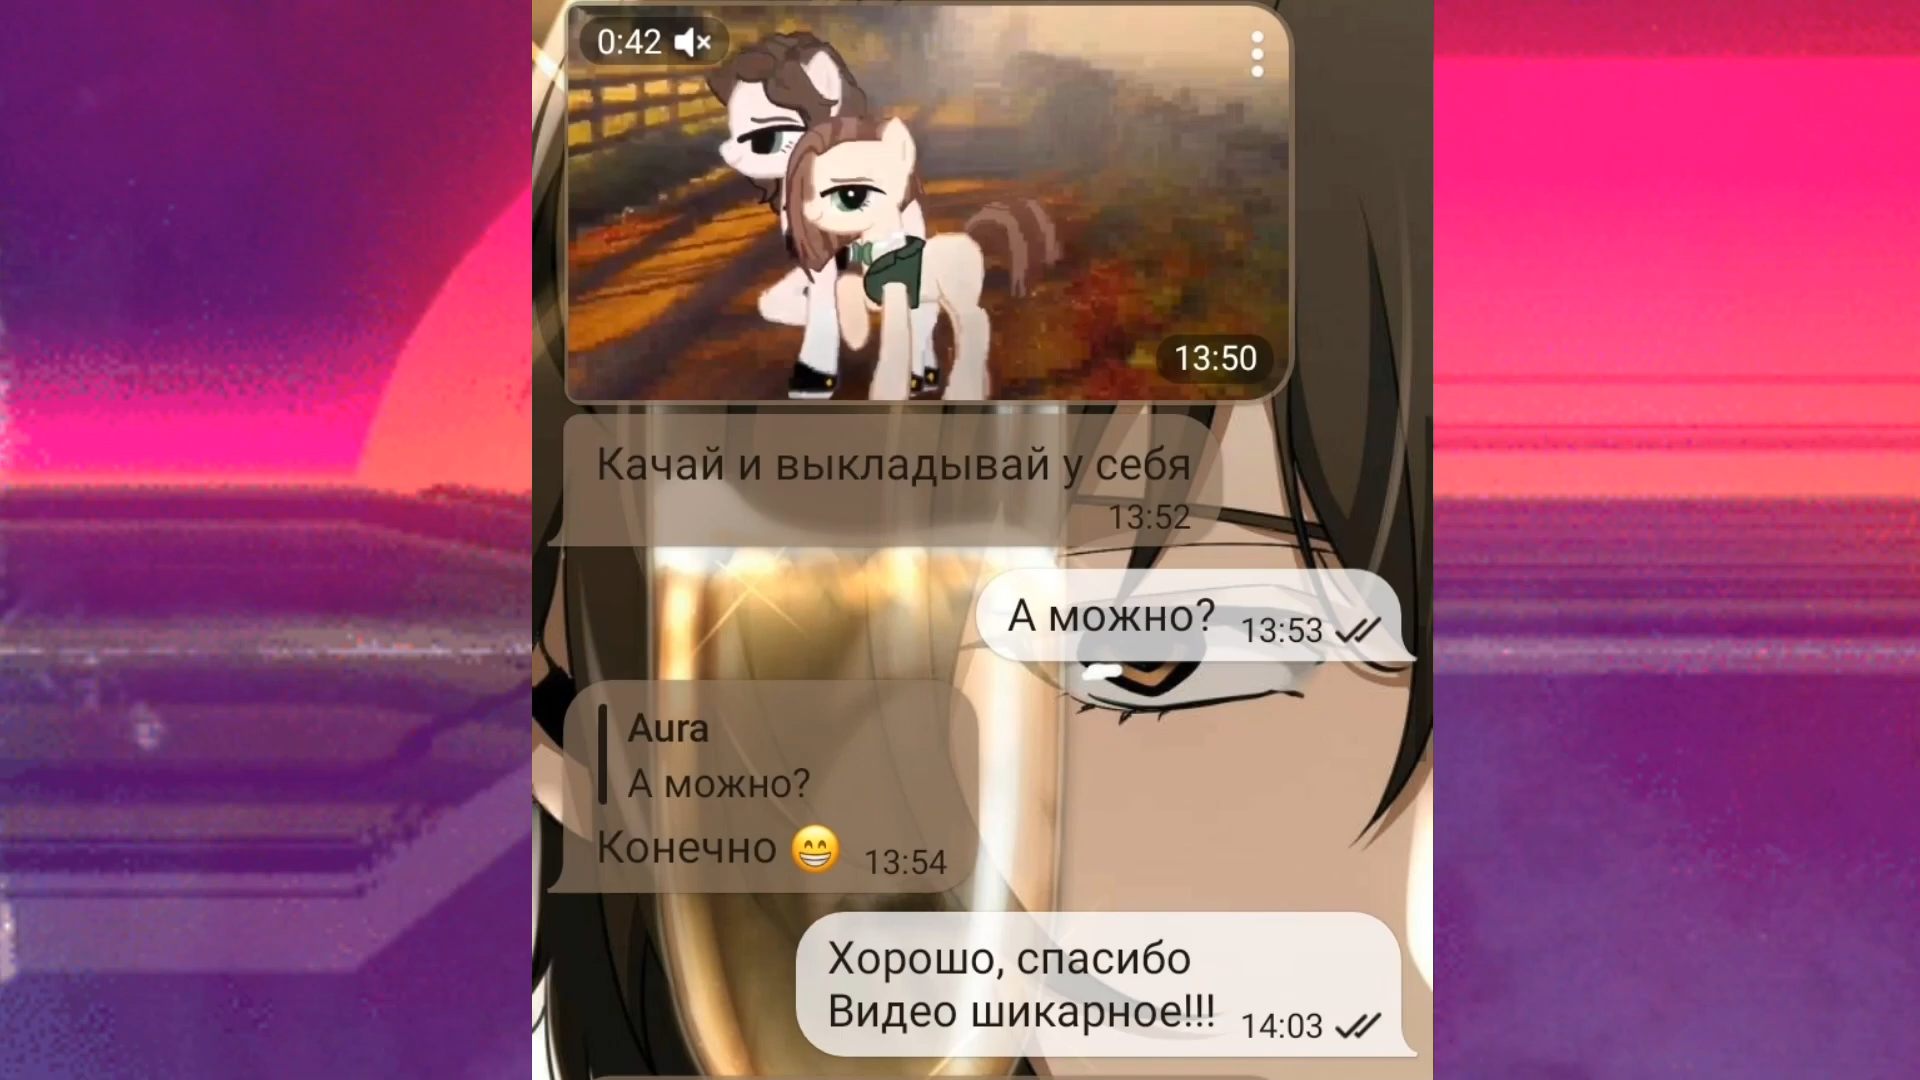 0:42
13:50
Качай и выкладывай у себя
13:52
А можно? 13:53
Aura
А можно?
Конечно 😁 13:54
Хорошо, спасибо
Видео шикарное!!! 14:03